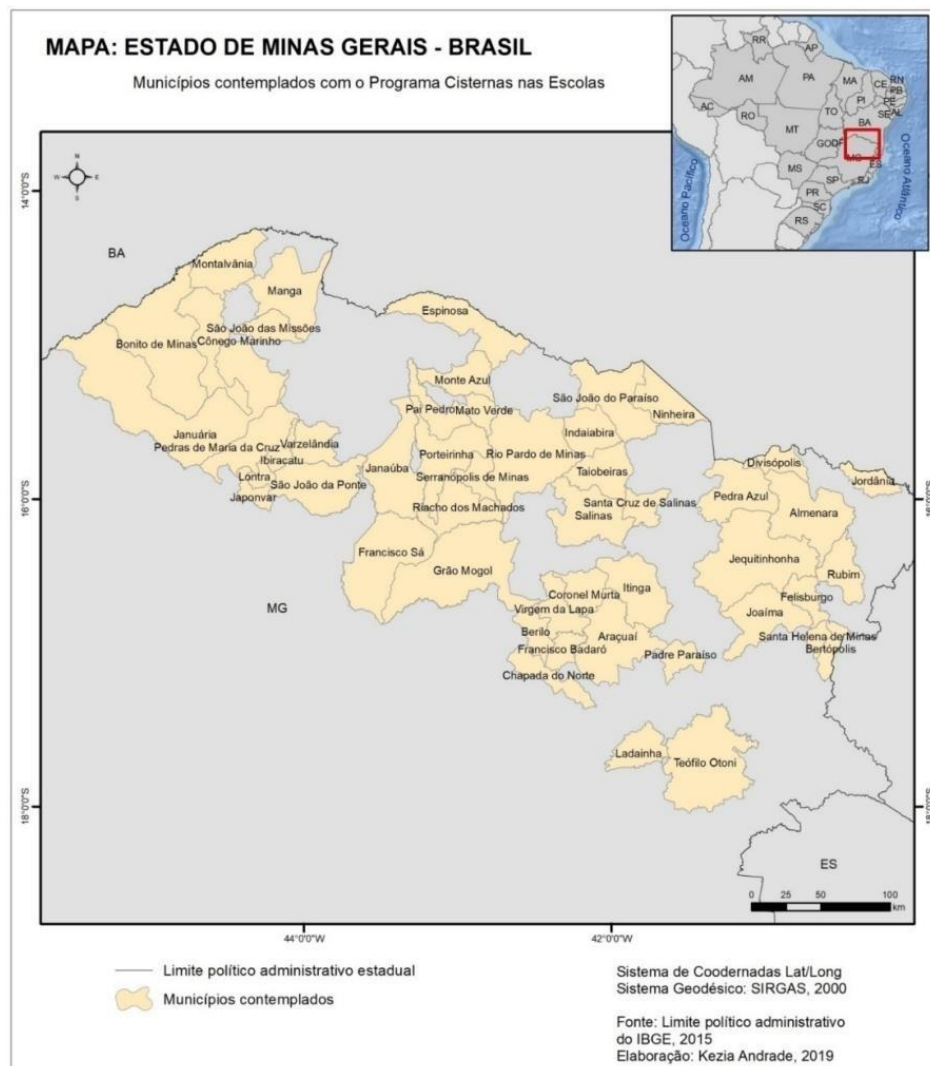 MAPA: ESTADO DE MINAS GERAIS - BRASIL
Municípios contemplados com o Programa Cisternas nas Escolas
RR
AP
AM
PA
MA
CE
RN
PB
PI
PE
AL
AC
RO
TO
SE
BA
MT
GO
DF
MG
ES
MS
SP
RJ
PR
SC
RS
Oceano Pacífico
Oceano Atlântico
N
W
E
S
14°0'0"S
16°0'0"S
16°0'0"S
18°0'0"S
18°0'0"S
BA
Montalvânia
Manga
Espinosa
São João das Missões
Cônego Marinho
Bonito de Minas
Monte Azul
São João do Paraíso
Pai Pedro
Mato Verde
Ninheira
Januária
Indaiabira
Pedras de Maria da Cruz
Varzelândia
Ibiracatu
Porteirinha
Rio Pardo de Minas
Divisópolis
Janaúba
Taiobeiras
Lontra
São João da Ponte
Serranópolis de Minas
Jordânia
Japonvar
Pedra Azul
Santa Cruz de Salinas
Riacho dos Machados
Salinas
Almenara
Francisco Sá
Jequitinhonha
Grão Mogol
Itinga
Rubim
Coronel Murta
Felisburgo
MG
Virgem da Lapa
Joaíma
Berilo
Araçuaí
Santa Helena de Minas
Francisco Badaró
Padre Paraíso
Bertópolis
Chapada do Norte
Ladainha
Teófilo Otoni
ES
0 25 50 100
km
44°0'0"W
42°0'0"W
Limite político administrativo estadual
Municípios contemplados
Sistema de Coodernadas Lat/Long
Sistema Geodésico: SIRGAS, 2000
Fonte: Limite político administrativo
do IBGE, 2015
Elaboração: Kezia Andrade, 2019